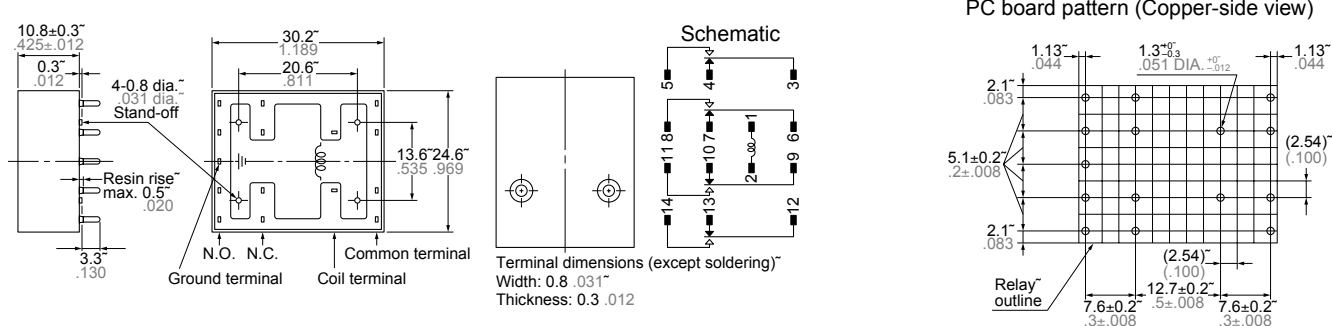 10.8±0.3~
.425±.012
0.3~
.012
Resin rise~
max. 0.5~
.020
3.3~
.130
4-0.8 dia.~
.031 dia.~
Stand-off
30.2~
1.189
20.6~
.811
13.6~24.6~
.535 .969
N.O. N.C.
Common terminal
Ground terminal
Coil terminal
Terminal dimensions (except soldering)~
Width: 0.8 .031~
Thickness: 0.3 .012
Schematic
5 4 3
8 7 1 6
11 10 2 9
14 13 12
PC board pattern (Copper-side view)
1.13~
.044
1.3+0~ -0.3
.051 DIA. +0~ -.012
1.13~
.044
2.1~
.083
5.1±0.2~
.2±.008
2.1~
.083
(2.54)~
(.100)
(2.54)~
(.100)
Relay~
outline
7.6±0.2~
.3±.008
12.7±0.2~
.5±.008
7.6±0.2~
.3±.008